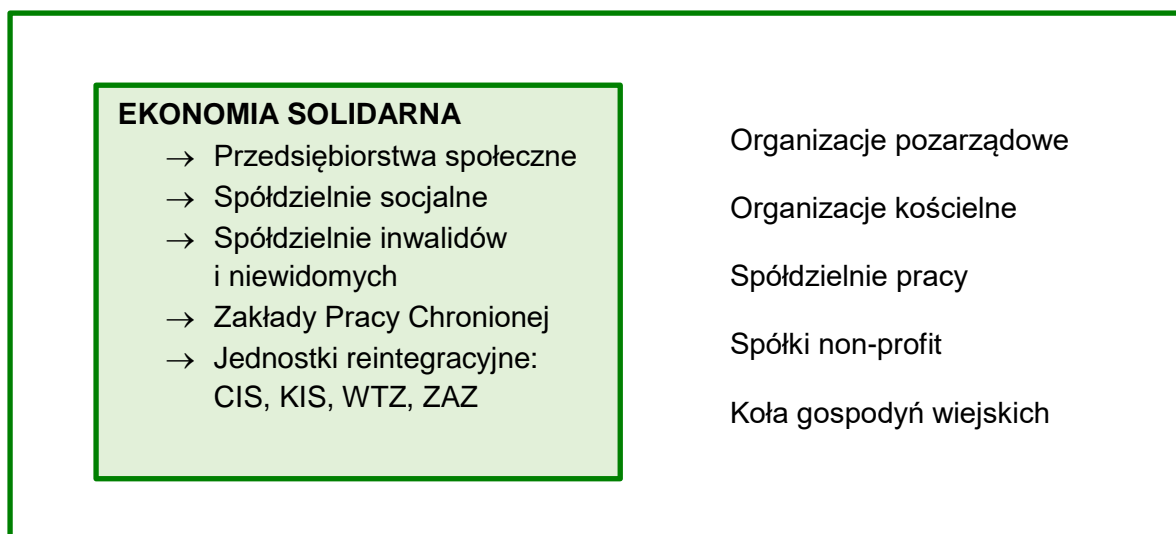 EKONOMIA SOLIDARNA
→ Przedsiębiorstwa społeczne
→ Spółdzielnie socjalne
→ Spółdzielnie inwalidów
i niewidomych
→ Zakłady Pracy Chronionej
→ Jednostki reintegracyjne:
CIS, KIS, WTZ, ZAZ
Organizacje pozarządowe
Organizacje kościelne
Spółdzielnie pracy
Spółki non-profit
Koła gospodyń wiejskich